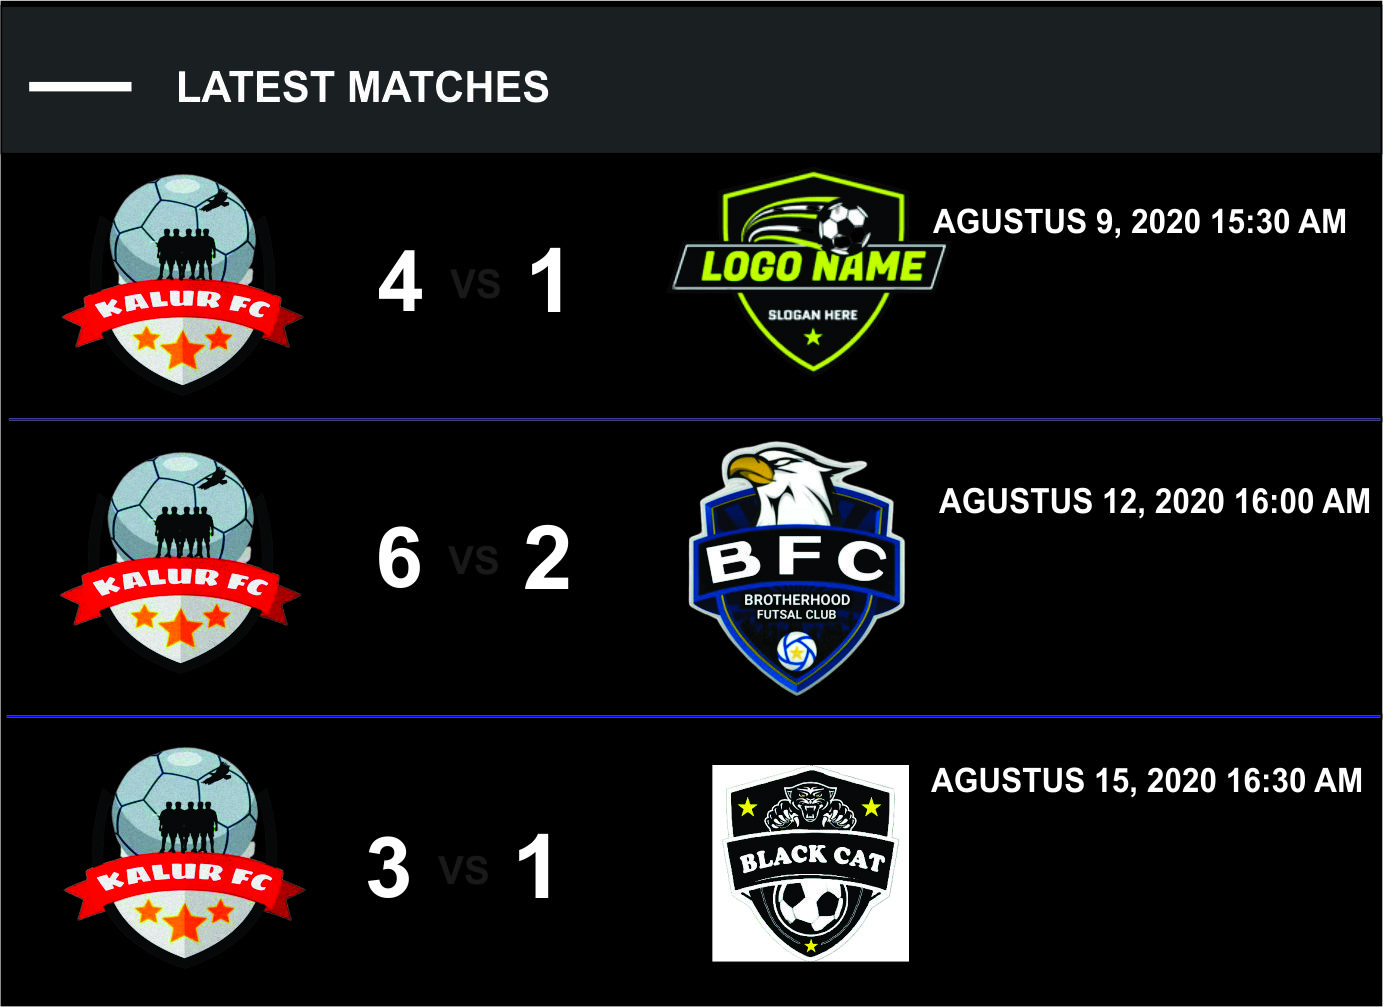 LATEST MATCHES
KALUR FC
4 VS 1
LOGO NAME
SLOGAN HERE
AGUSTUS 9, 2020 15:30 AM
KALUR FC
6 VS 2
BFC
BROTHERHOOD
FUTSAL CLUB
AGUSTUS 12, 2020 16:00 AM
KALUR FC
3 VS 1
BLACK CAT
AGUSTUS 15, 2020 16:30 AM